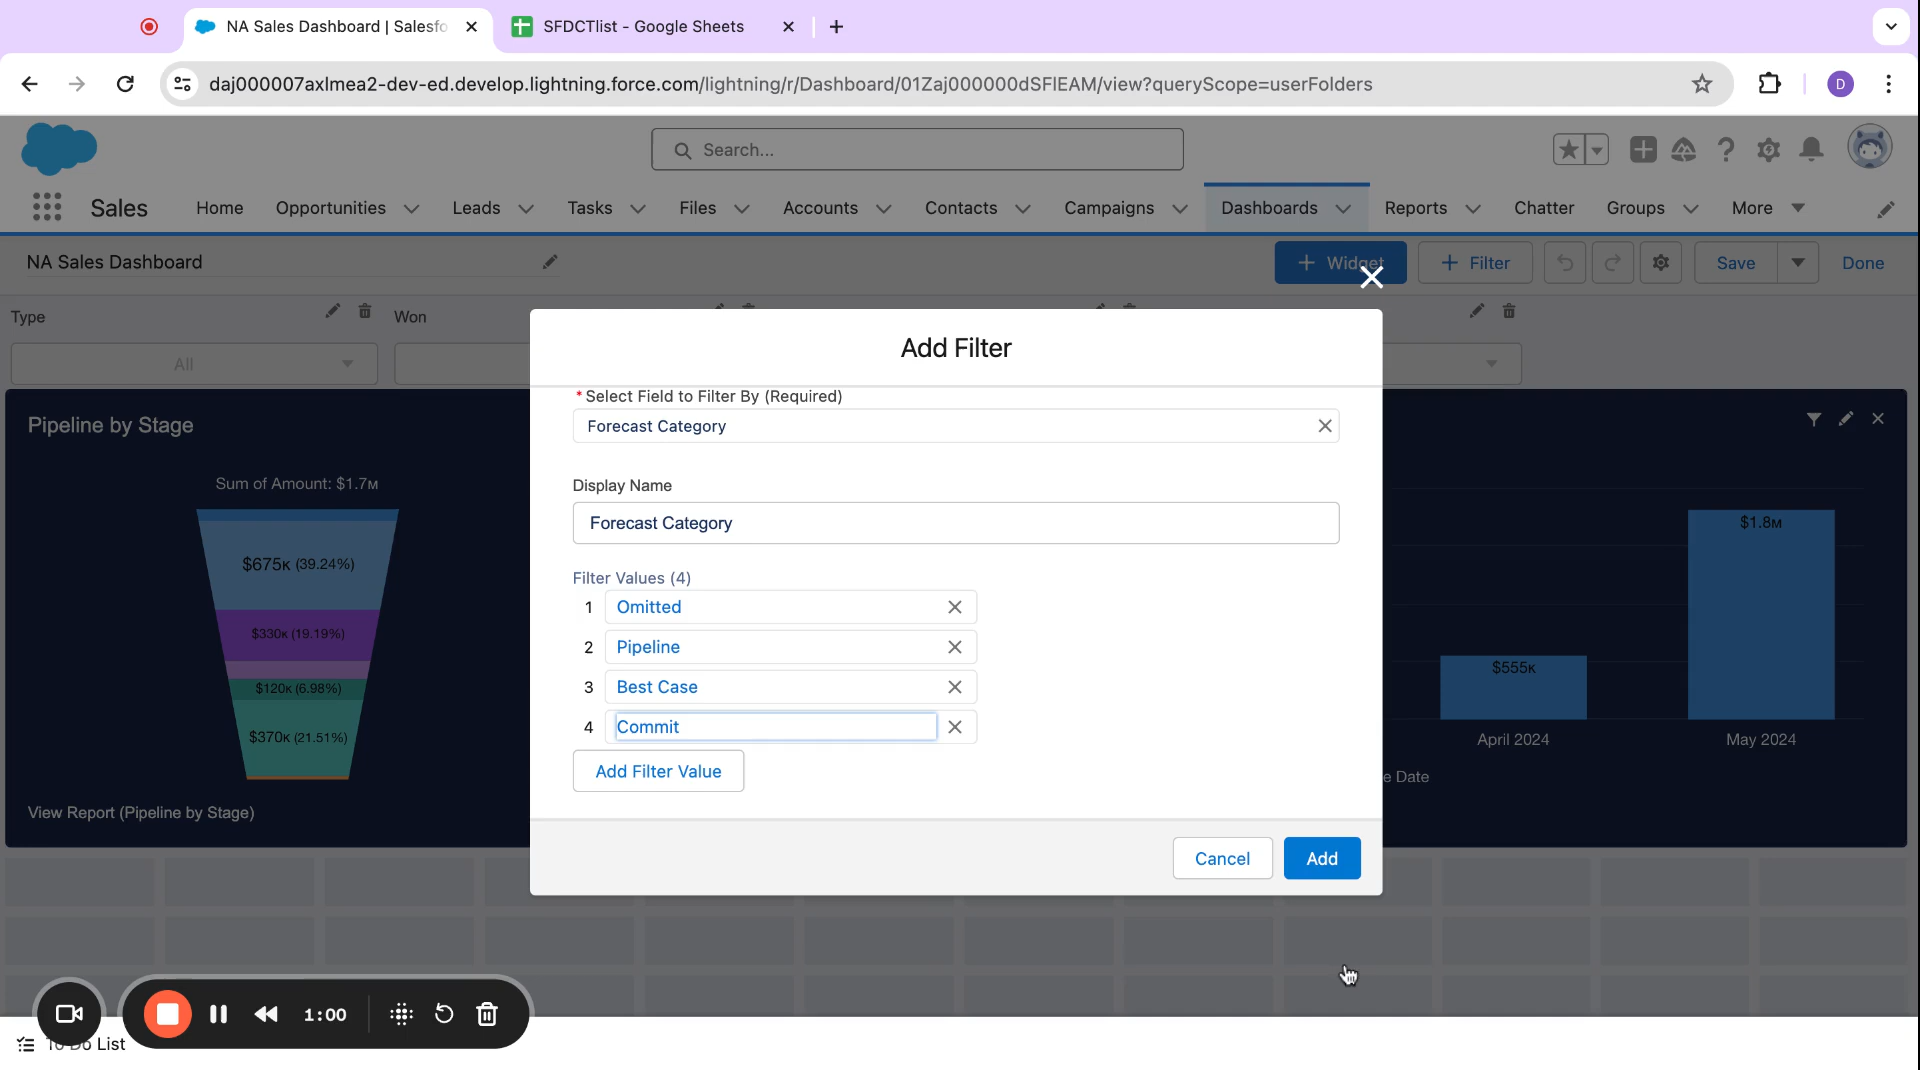 NA Sales Dashboard | Salesfo
SFDCTlist - Google Sheets
daj000007axlmea2-dev-ed.develop.lightning.force.com/lightning/r/Dashboard/01Zaj000000dSFlEAM/view?queryScope=userFolders
D
Search...
Sales
Home
Opportunities
Leads
Tasks
Files
Accounts
Contacts
Campaigns
Dashboards
Reports
Chatter
Groups
More
NA Sales Dashboard
+ Widget
+ Filter
Save
Done
Type
Won
All
Pipeline by Stage
Sum of Amount: $1.7M
$675K (39.24%)
$330K (19.19%)
$120K (6.98%)
$370K (21.51%)
View Report (Pipeline by Stage)
Add Filter
* Select Field to Filter By (Required)
Forecast Category
Display Name
Forecast Category
Filter Values (4)
1 Omitted
2 Pipeline
3 Best Case
4 Commit
Add Filter Value
Cancel
Add
$1.8M
$555K
April 2024
May 2024
e Date
1:00
To Do List